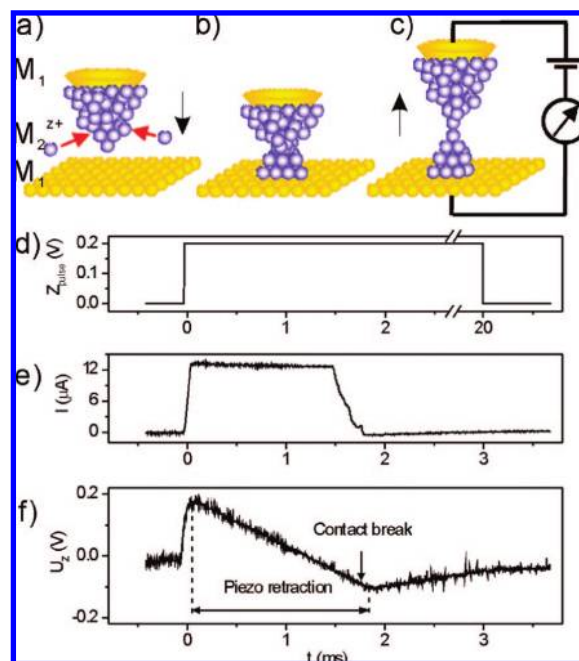 a) b) c)
M1
M2z+
M1
d)
Zpulse (V)
0.2
0.1
0.0
0 1 2 20
e)
I (μA)
12
6
0
0 1 2 3
f)
Uz (V)
0.2
0.0
-0.2
Contact break
Piezo retraction
0 1 2 3
t (ms)